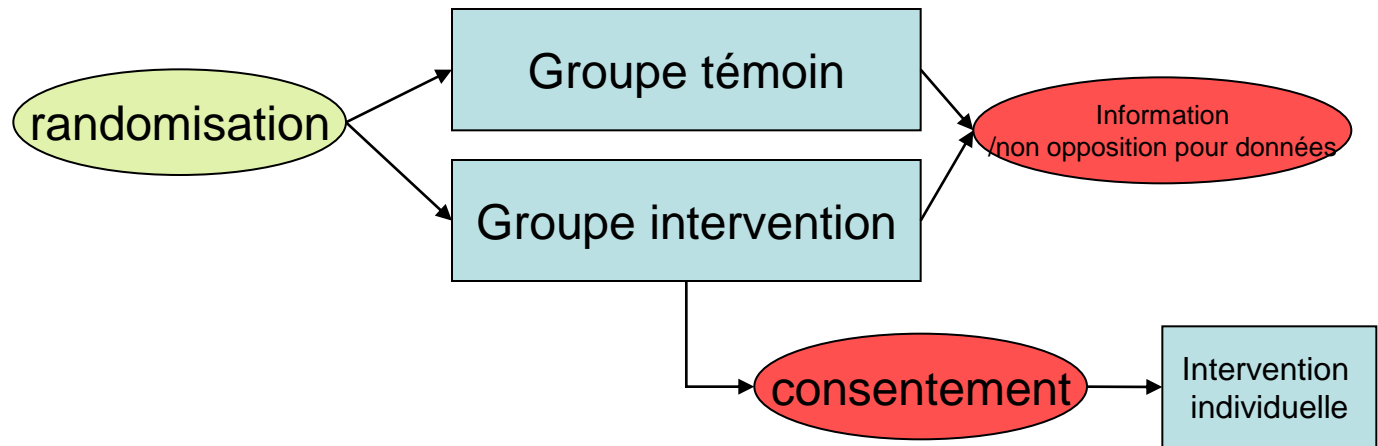 randomisation
Groupe témoin
Groupe intervention
Information
/non opposition pour données
consentement
Intervention
individuelle